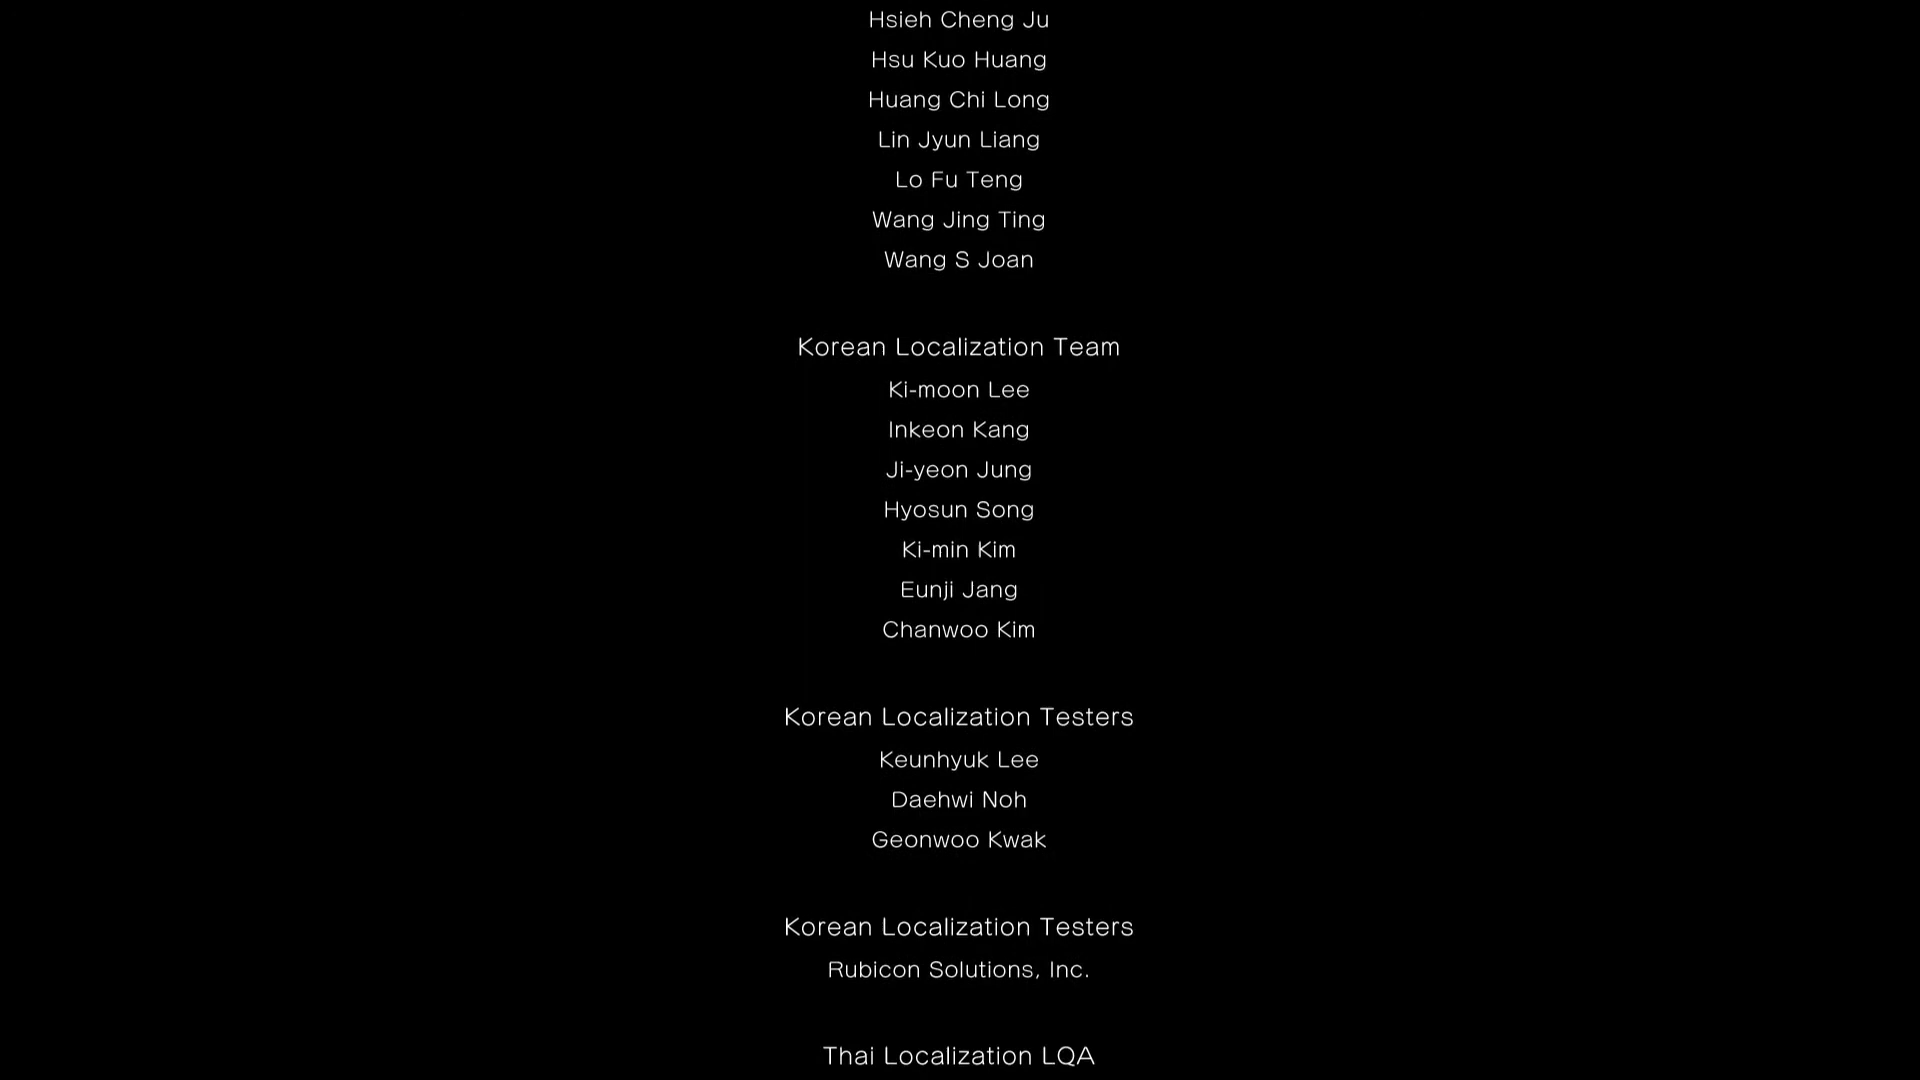 Hsieh Cheng Ju
Hsu Kuo Huang
Huang Chi Long
Lin Jyun Liang
Lo Fu Teng
Wang Jing Ting
Wang S Joan
Korean Localization Team
Ki-moon Lee
Inkeon Kang
Ji-yeon Jung
Hyosun Song
Ki-min Kim
Eunji Jang
Chanwoo Kim
Korean Localization Testers
Keunhyuk Lee
Daehwi Noh
Geonwoo Kwak
Korean Localization Testers
Rubicon Solutions, Inc.
Thai Localization LQA